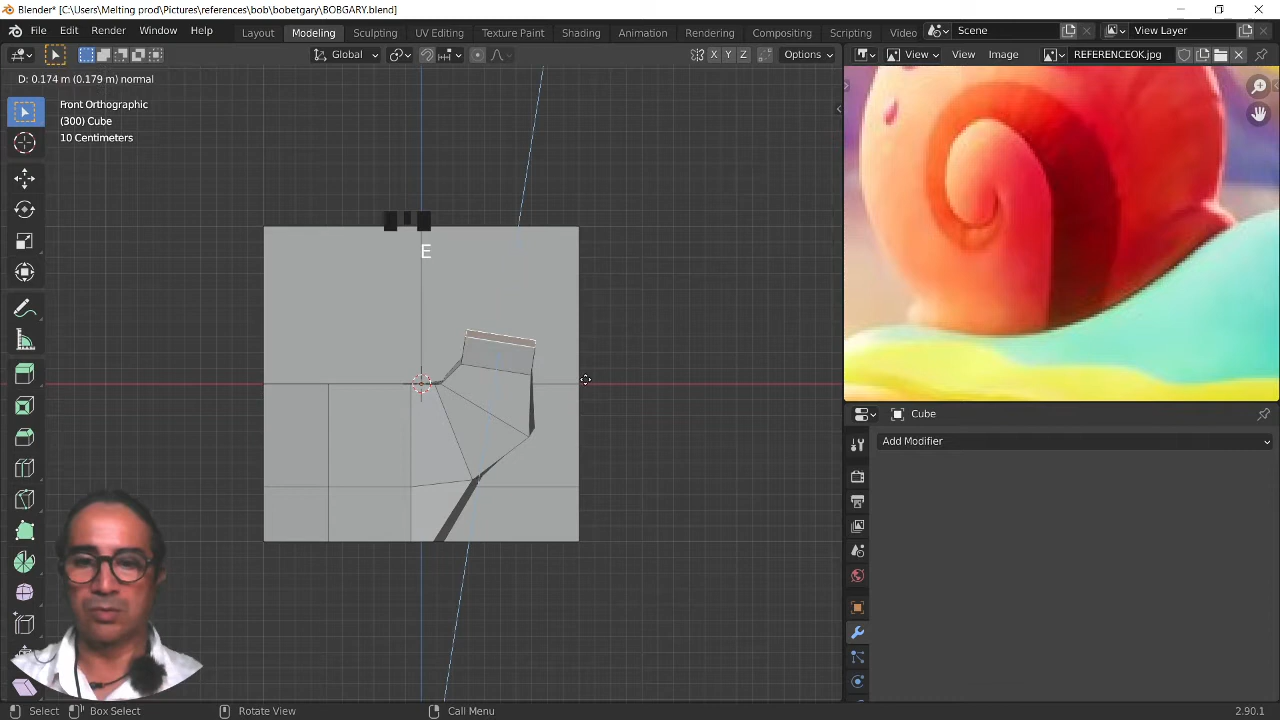 Blender* [C:\Users\Melting prod\Pictures\references\bob\bobetgary\BOBGARY.blend]
File Edit Render Window Help Layout Modeling Sculpting UV Editing Texture Paint Shading Animation Rendering Compositing Scripting Video Scene View Layer
Global X Y Z Options View View Image REFERENCEOK.jpg
D: 0.174 m (0.179 m) normal
Front Orthographic
(300) Cube
10 Centimeters
E
Cube
Add Modifier
Select Box Select Rotate View Call Menu 2.90.1